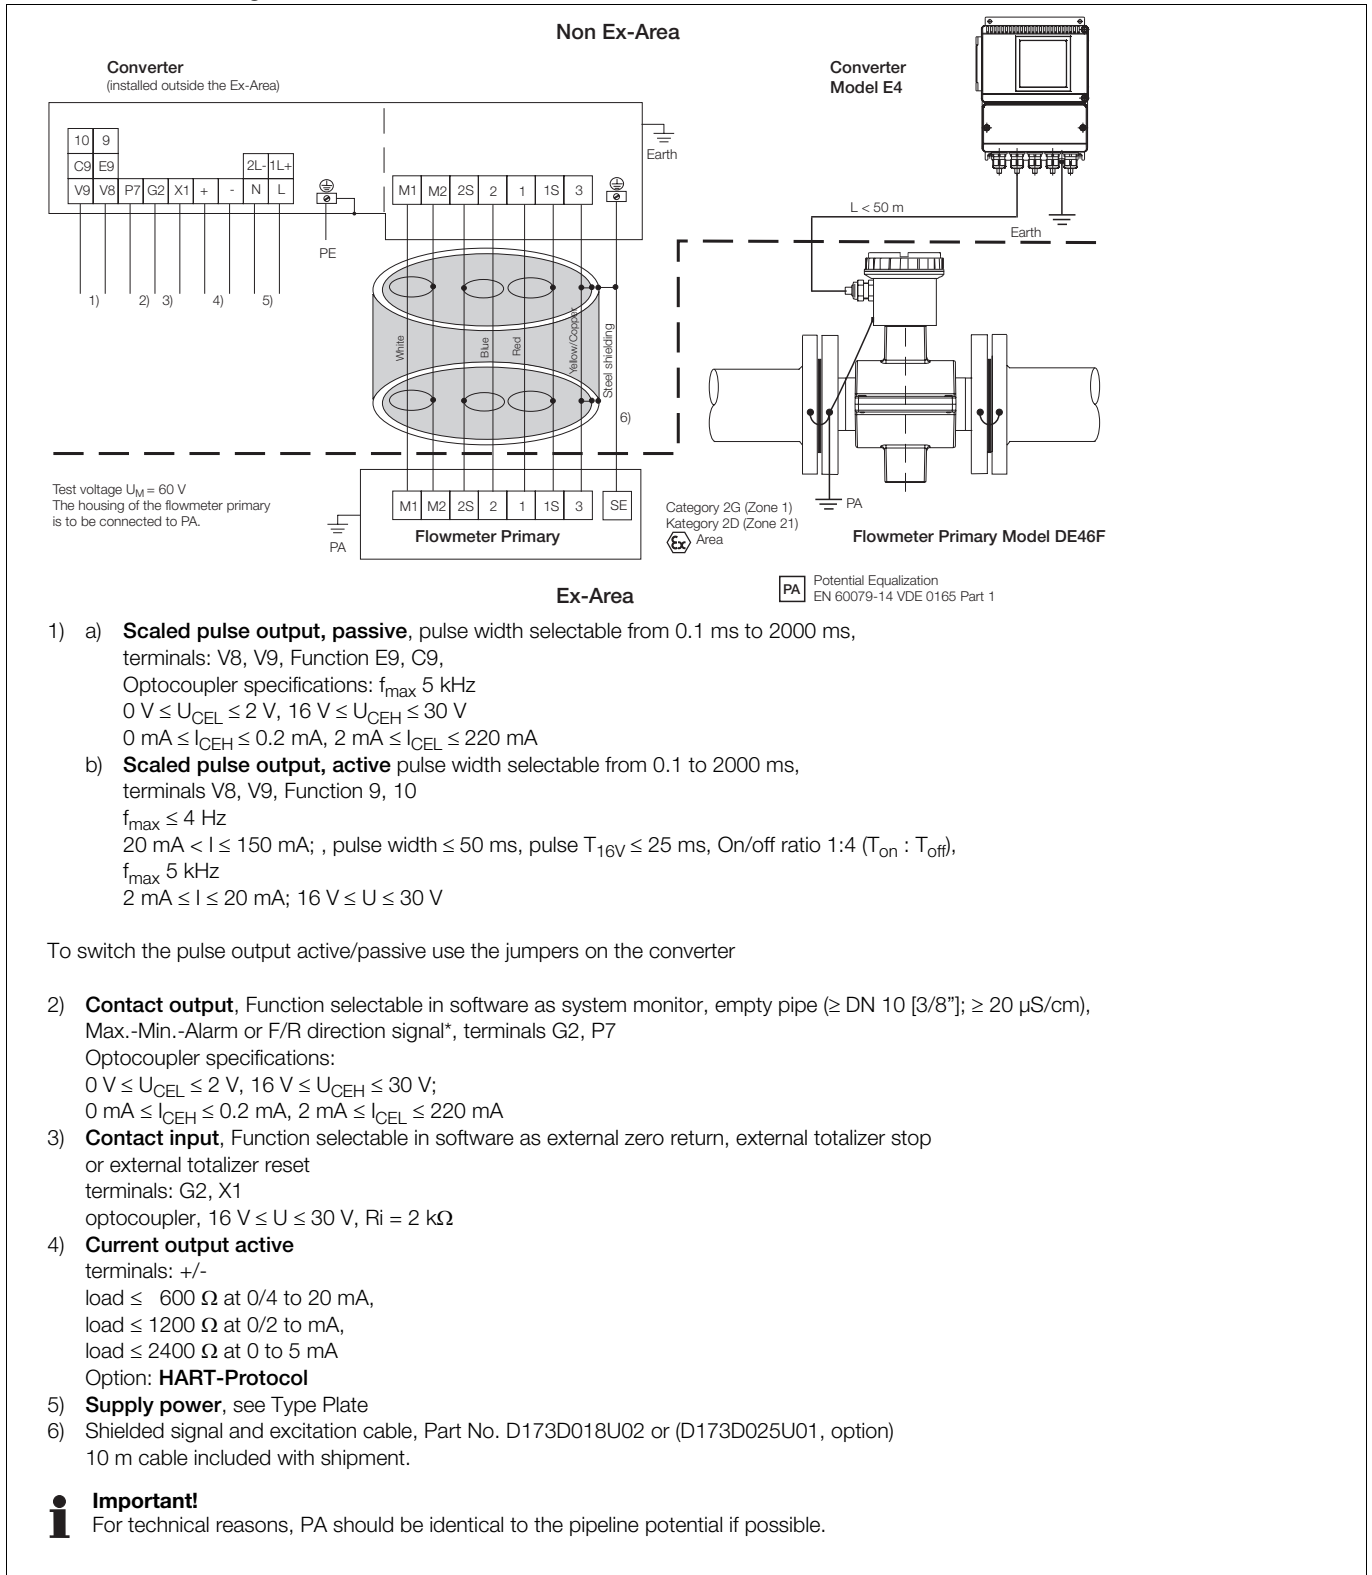 Non Ex-Area
Converter
(installed outside the Ex-Area)
Converter
Model E4
10 9
C9 E9 2L- 1L+
V9 V8 P7 G2 X1 + - N L
Earth
M1 M2 2S 2 1 1S 3
PE
L < 50 m
Earth
1) 2) 3) 4) 5)
White
Blue
Red
Yellow/Copper
Steel shielding
6)
Test voltage U_M = 60 V
The housing of the flowmeter primary
is to be connected to PA.
PA
M1 M2 2S 2 1 1S 3 SE
Flowmeter Primary
Category 2G (Zone 1)
Kategory 2D (Zone 21)
Ex Area
PA
Flowmeter Primary Model DE46F
Ex-Area
PA Potential Equalization
EN 60079-14 VDE 0165 Part 1
1) a) Scaled pulse output, passive, pulse width selectable from 0.1 ms to 2000 ms,
terminals: V8, V9, Function E9, C9,
Optocoupler specifications: f_max 5 kHz
0 V ≤ U_CEL ≤ 2 V, 16 V ≤ U_CEH ≤ 30 V
0 mA ≤ I_CEH ≤ 0.2 mA, 2 mA ≤ I_CEL ≤ 220 mA
b) Scaled pulse output, active pulse width selectable from 0.1 to 2000 ms,
terminals V8, V9, Function 9, 10
f_max ≤ 4 Hz
20 mA < I ≤ 150 mA; , pulse width ≤ 50 ms, pulse T_16V ≤ 25 ms, On/off ratio 1:4 (T_on : T_off),
f_max 5 kHz
2 mA ≤ I ≤ 20 mA; 16 V ≤ U ≤ 30 V
To switch the pulse output active/passive use the jumpers on the converter
2) Contact output, Function selectable in software as system monitor, empty pipe (≥ DN 10 [3/8”]; ≥ 20 µS/cm),
Max.-Min.-Alarm or F/R direction signal*, terminals G2, P7
Optocoupler specifications:
0 V ≤ U_CEL ≤ 2 V, 16 V ≤ U_CEH ≤ 30 V;
0 mA ≤ I_CEH ≤ 0.2 mA, 2 mA ≤ I_CEL ≤ 220 mA
3) Contact input, Function selectable in software as external zero return, external totalizer stop
or external totalizer reset
terminals: G2, X1
optocoupler, 16 V ≤ U ≤ 30 V, Ri = 2 kΩ
4) Current output active
terminals: +/-
load ≤ 600 Ω at 0/4 to 20 mA,
load ≤ 1200 Ω at 0/2 to mA,
load ≤ 2400 Ω at 0 to 5 mA
Option: HART-Protocol
5) Supply power, see Type Plate
6) Shielded signal and excitation cable, Part No. D173D018U02 or (D173D025U01, option)
10 m cable included with shipment.
Important!
For technical reasons, PA should be identical to the pipeline potential if possible.